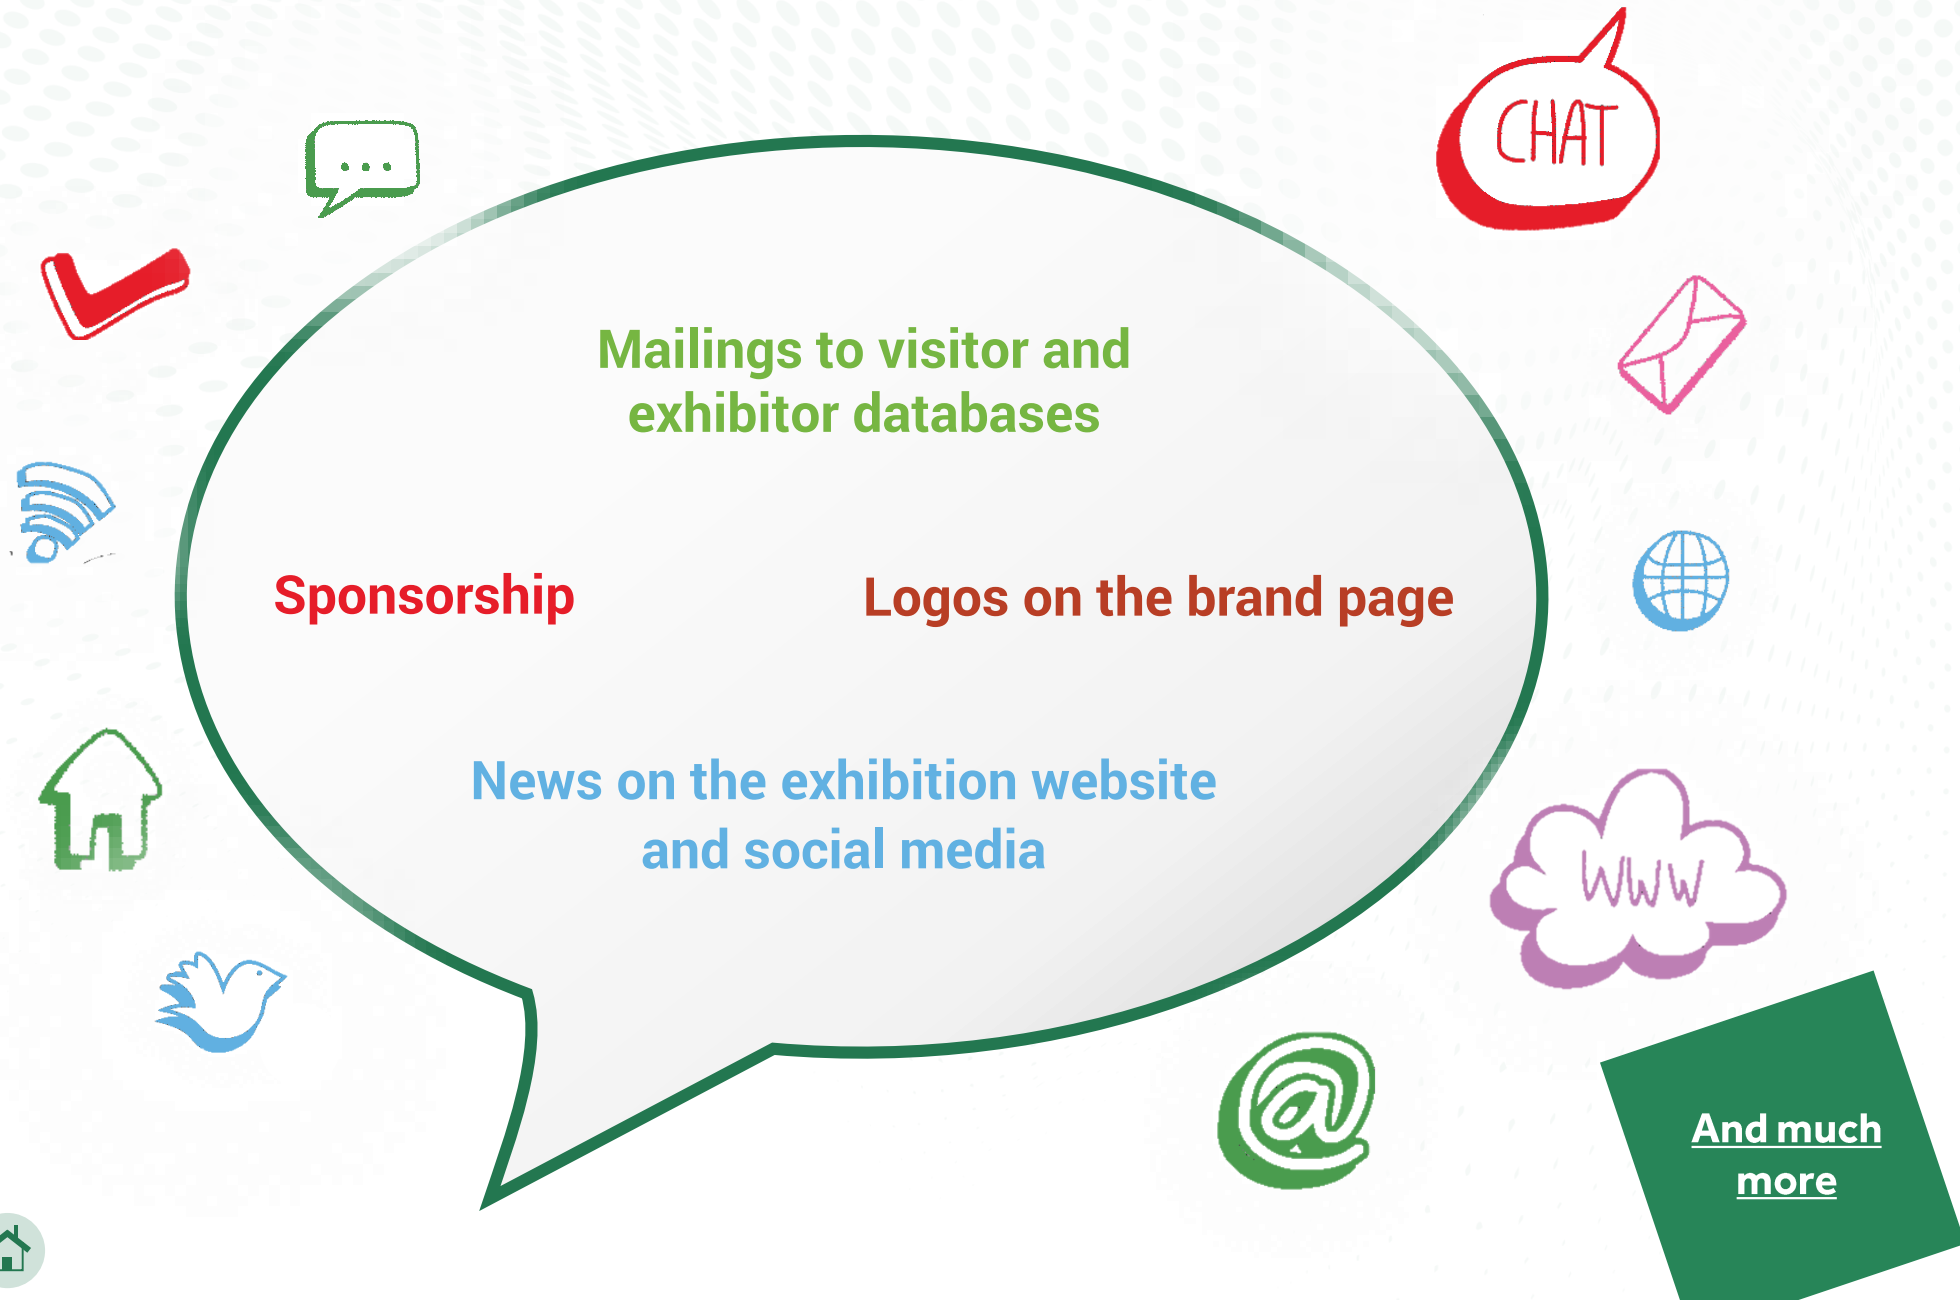 CHAT
Mailings to visitor and
exhibitor databases
Sponsorship
Logos on the brand page
News on the exhibition website
and social media
WWW
@
And much
more